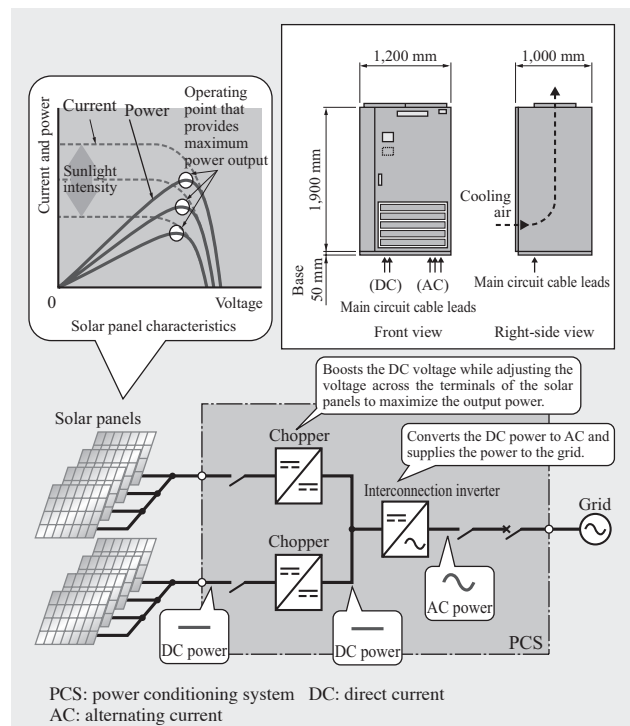 Current and power
Current
Power
Operating
point that
provides
maximum
power output
Sunlight
intensity
0
Voltage
Solar panel characteristics
1,200 mm
1,000 mm
1,900 mm
Base
50 mm
Cooling
air
(DC)
(AC)
Main circuit cable leads
Main circuit cable leads
Front view
Right-side view
Boosts the DC voltage while adjusting the
voltage across the terminals of the solar
panels to maximize the output power.
Solar panels
Chopper
Converts the DC power to AC and
supplies the power to the grid.
Interconnection inverter
Grid
Chopper
DC power
DC power
AC power
PCS
PCS: power conditioning system DC: direct current
AC: alternating current